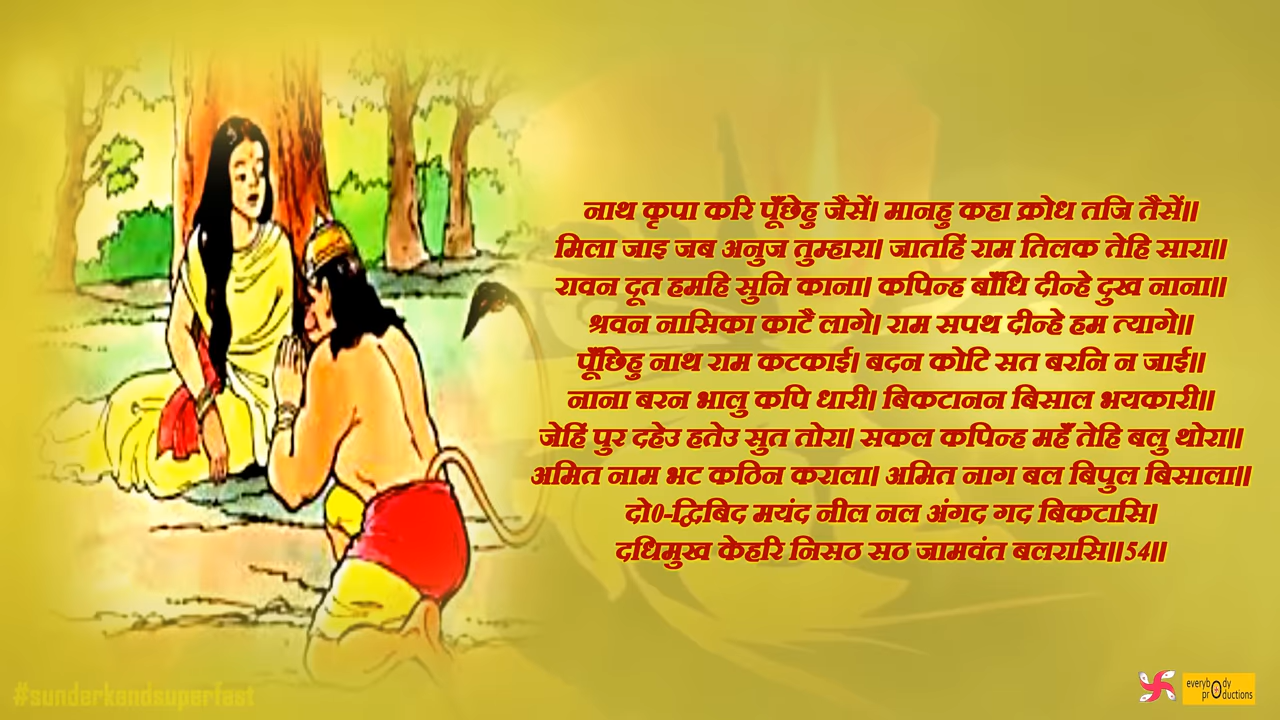 नाथ कृपा करि पूँछेहु जैसें। मानहु कहा क्रोध तजि तैसें॥
मिला जाइ जब अनुज तुम्हारा। जातहिं राम तिलक तेहि सारा॥
रावन दूत हमहि सुनि काना। कपिन्ह बाँधि दीन्हे दुख नाना॥
श्रवन नासिका काटै लागे। राम सपथ दीन्हे हम त्यागे॥
पूँछिहु नाथ राम कटकाई। बदन कोटि सत बरनि न जाई॥
नाना बरन भालु कपि धारी। बिकटानन बिसाल भयकारी॥
जेहिं पुर दहेउ हतेउ सुत तोरा। सकल कपिन्ह महँ तेहि बलु थोरा॥
अमित नाम भट कठिन कराला। अमित नाग बल बिपुल बिसाला॥
दो0-द्विबिद मयंद नील नल अंगद गद बिकटासि।
दधिमुख केहरि निसठ सठ जामवंत बलरासि॥54॥
#sunderkandsuperfast
everybody
productions